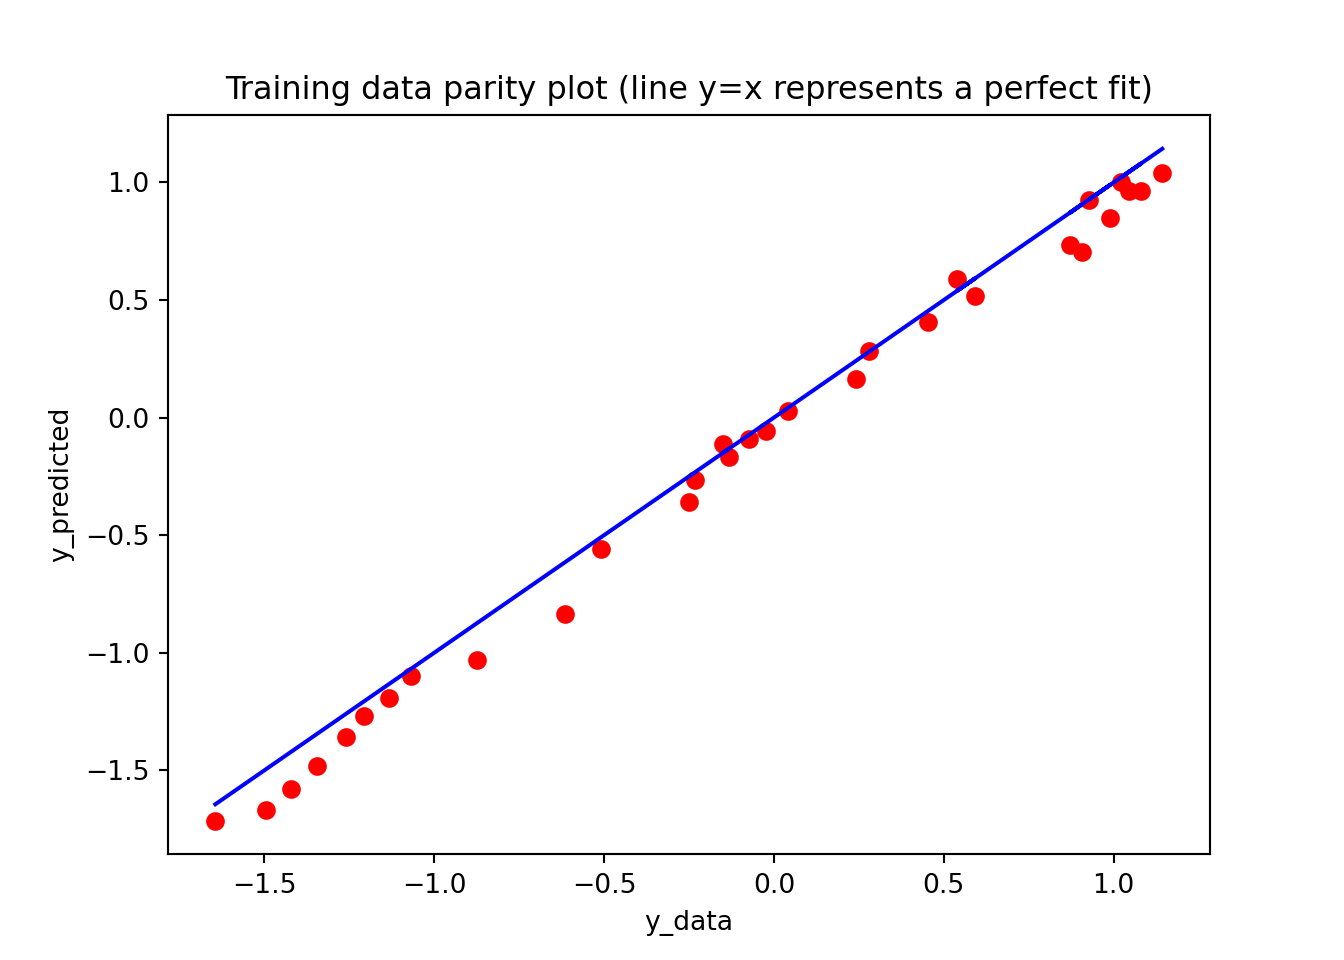 Training data parity plot (line y=x represents a perfect fit)
1.0
0.5
0.0
−0.5
−1.0
−1.5
y_predicted
−1.5 −1.0 −0.5 0.0 0.5 1.0
y_data